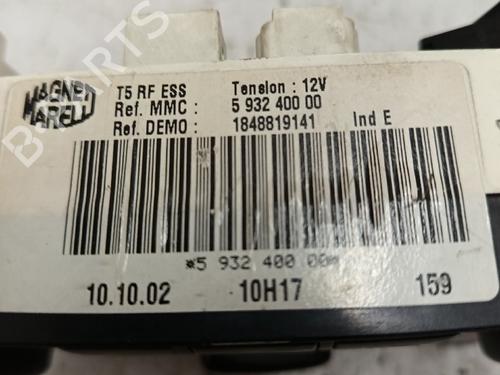 MAGNETI MARELLI
T5 RF ESS Tension : 12V
Ref. MMC : 5 932 400 00
Ref. DEMO : 1848819141 Ind E
*5 932 400 00*
10.10.02 10H17 159
B-PARTS